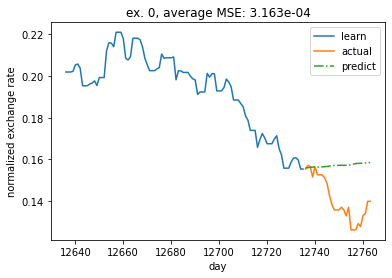 ex. 0, average MSE: 3.163e-04
learn
actual
predict
normalized exchange rate
0.22
0.20
0.18
0.16
0.14
12640 12660 12680 12700 12720 12740 12760
day